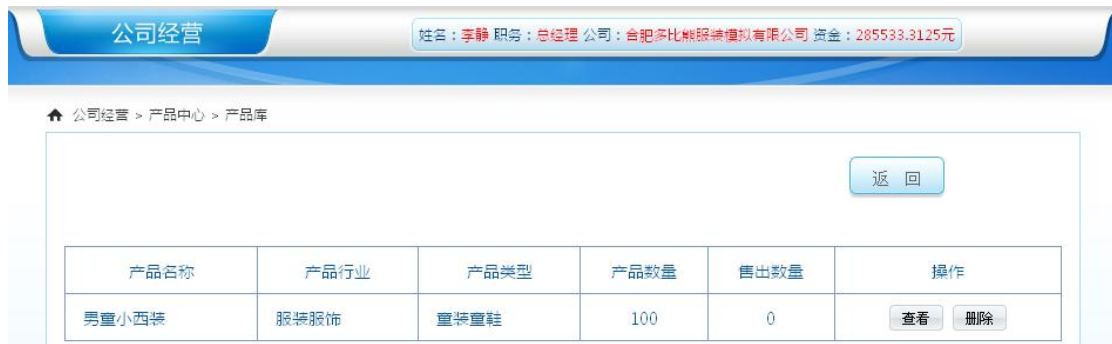 公司经营
姓名：李静 职务：总经理 公司：合肥多比熊服装模拟有限公司 资金：285533.3125元
公司经营 > 产品中心 > 产品库
返 回
产品名称 产品行业 产品类型 产品数量 售出数量 操作
男童小西装 服装服饰 童装童鞋 100 0 查看 删除